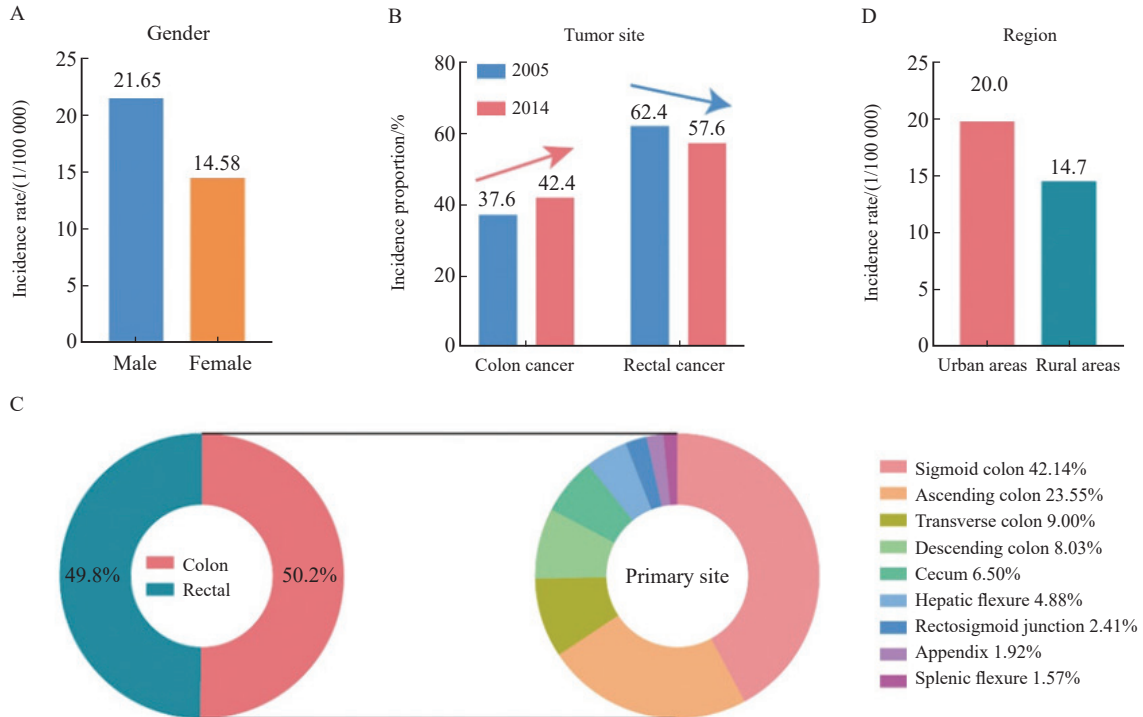 A
Gender
Incidence rate/(1/100 000)
25
20
15
10
5
0
21.65
14.58
Male
Female
B
Tumor site
Incidence proportion/%
80
60
40
20
0
2005
2014
37.6
42.4
62.4
57.6
Colon cancer
Rectal cancer
D
Region
Incidence rate/(1/100 000)
25
20
15
10
5
0
20.0
14.7
Urban areas
Rural areas
C
49.8%
Colon
Rectal
50.2%
Primary site
Sigmoid colon 42.14%
Ascending colon 23.55%
Transverse colon 9.00%
Descending colon 8.03%
Cecum 6.50%
Hepatic flexure 4.88%
Rectosigmoid junction 2.41%
Appendix 1.92%
Splenic flexure 1.57%